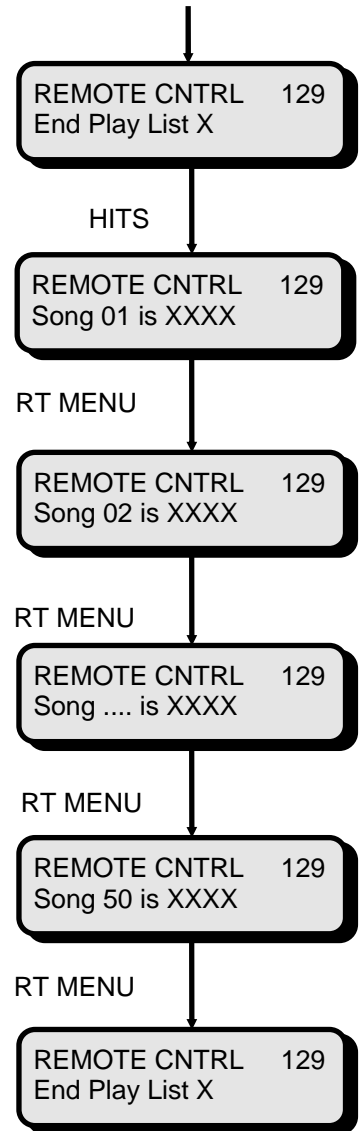 REMOTE CNTRL 129
End Play List X
HITS
REMOTE CNTRL 129
Song 01 is XXXX
RT MENU
REMOTE CNTRL 129
Song 02 is XXXX
RT MENU
REMOTE CNTRL 129
Song .... is XXXX
RT MENU
REMOTE CNTRL 129
Song 50 is XXXX
RT MENU
REMOTE CNTRL 129
End Play List X